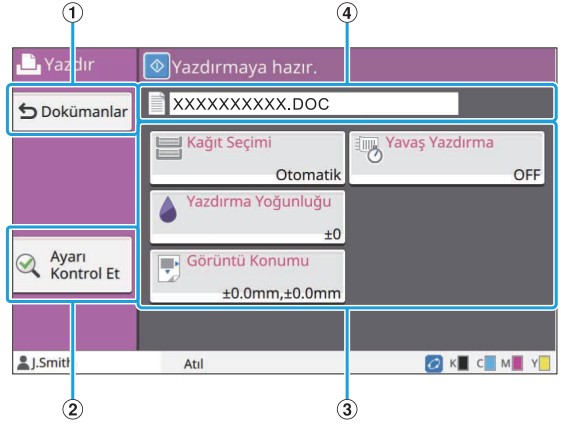 ① ④
Yazdır
Yazdırmaya hazır.
Dokümanlar
XXXXXXXXXX.DOC
Kağıt Seçimi
Otomatik
Yavaş Yazdırma
OFF
Yazdırma Yoğunluğu
±0
Ayarı
Kontrol Et
Görüntü Konumu
±0.0mm,±0.0mm
J.Smith
Atıl
K C M Y
② ③